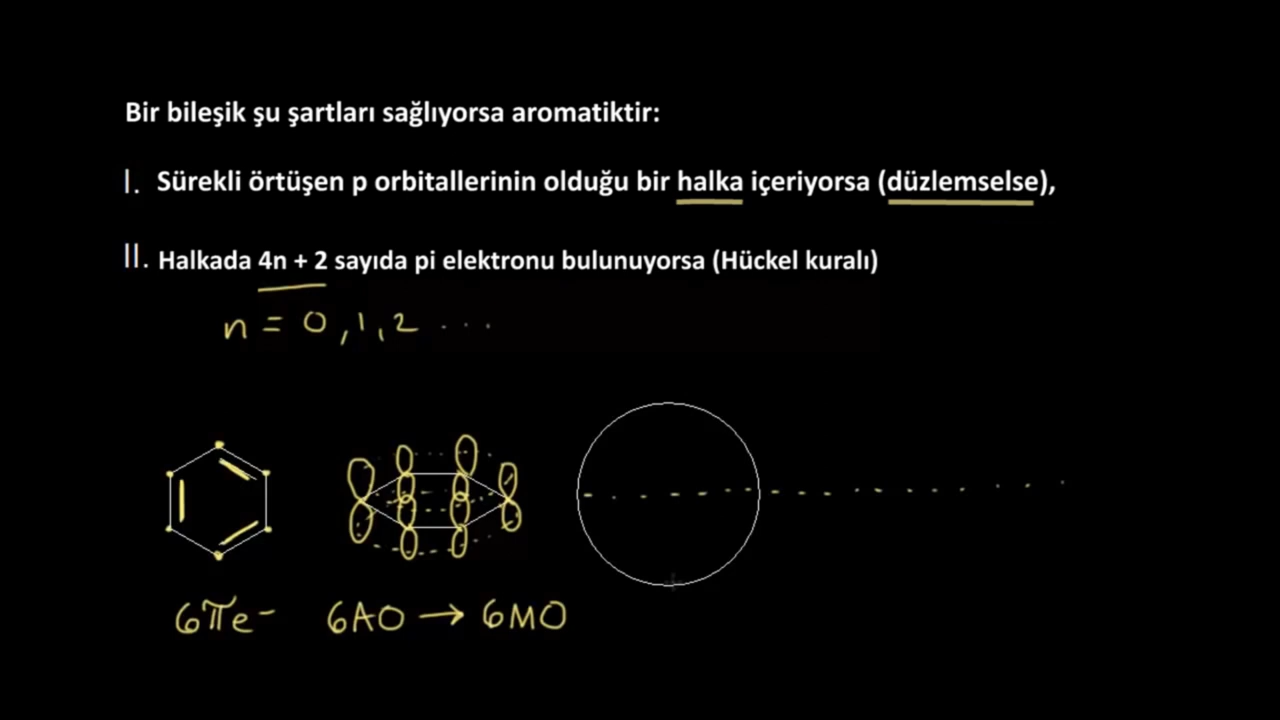 Bir bileşik şu şartları sağlıyorsa aromatiktir:
I. Sürekli örtüşen p orbitallerinin olduğu bir halka içeriyorsa (düzlemselse),
II. Halkada 4n + 2 sayıda pi elektronu bulunuyorsa (Hückel kuralı)
n = 0, 1, 2 ...
6πe- 6AO → 6MO